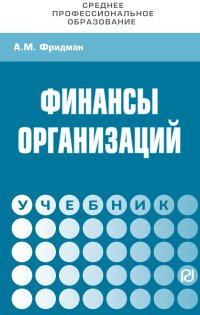 СРЕДНЕЕ
ПРОФЕССИОНАЛЬНОЕ
ОБРАЗОВАНИЕ
А.М. Фридман
ФИНАНСЫ
ОРГАНИЗАЦИЙ
УЧЕБНИК